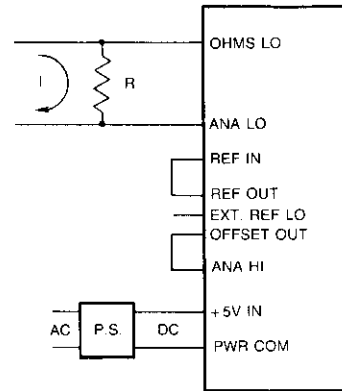 OHMS LO
I
R
ANA LO
REF IN
REF OUT
EXT. REF LO
OFFSET OUT
ANA HI
+5V IN
AC P.S. DC
PWR COM